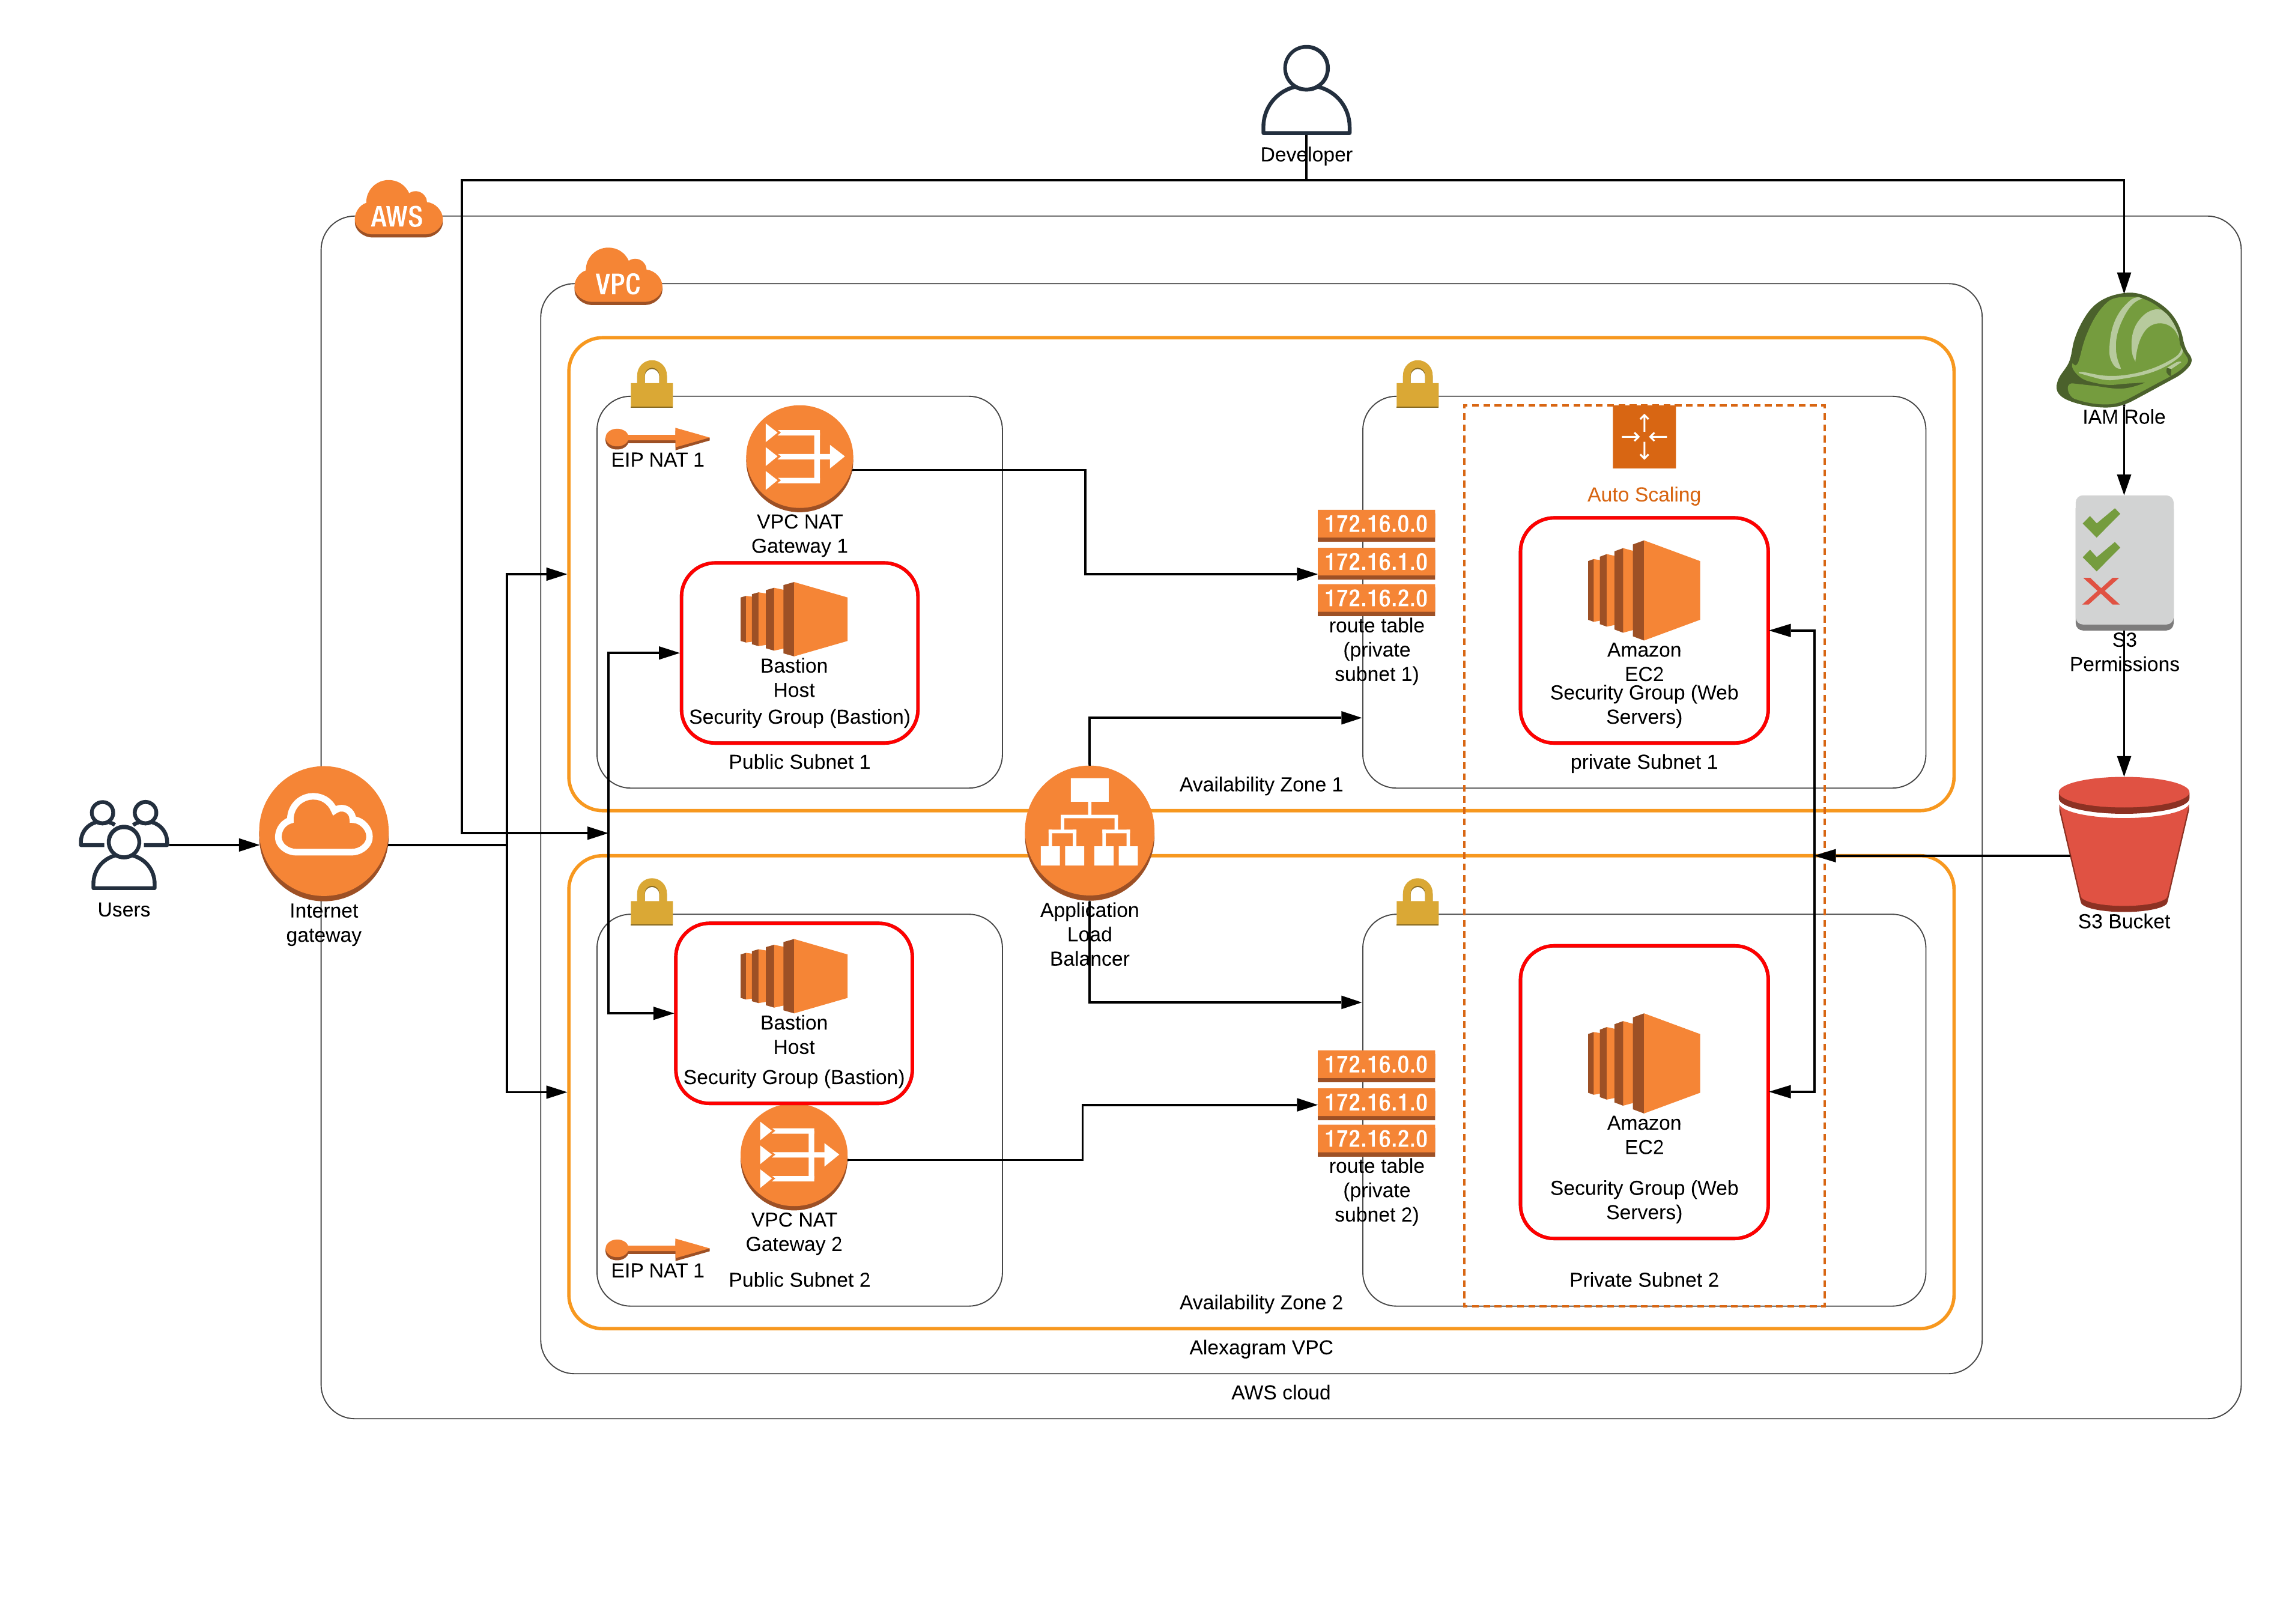 Developer
AWS
VPC
EIP NAT 1
VPC NAT
Gateway 1
Bastion
Host
Security Group (Bastion)
Public Subnet 1
172.16.0.0
172.16.1.0
172.16.2.0
route table
(private
subnet 1)
Auto Scaling
Amazon
EC2
Security Group (Web
Servers)
private Subnet 1
Availability Zone 1
IAM Role
S3
Permissions
S3 Bucket
Users
Internet
gateway
Application
Load
Balancer
Bastion
Host
Security Group (Bastion)
VPC NAT
Gateway 2
EIP NAT 1
Public Subnet 2
172.16.0.0
172.16.1.0
172.16.2.0
route table
(private
subnet 2)
Amazon
EC2
Security Group (Web
Servers)
Private Subnet 2
Availability Zone 2
Alexagram VPC
AWS cloud